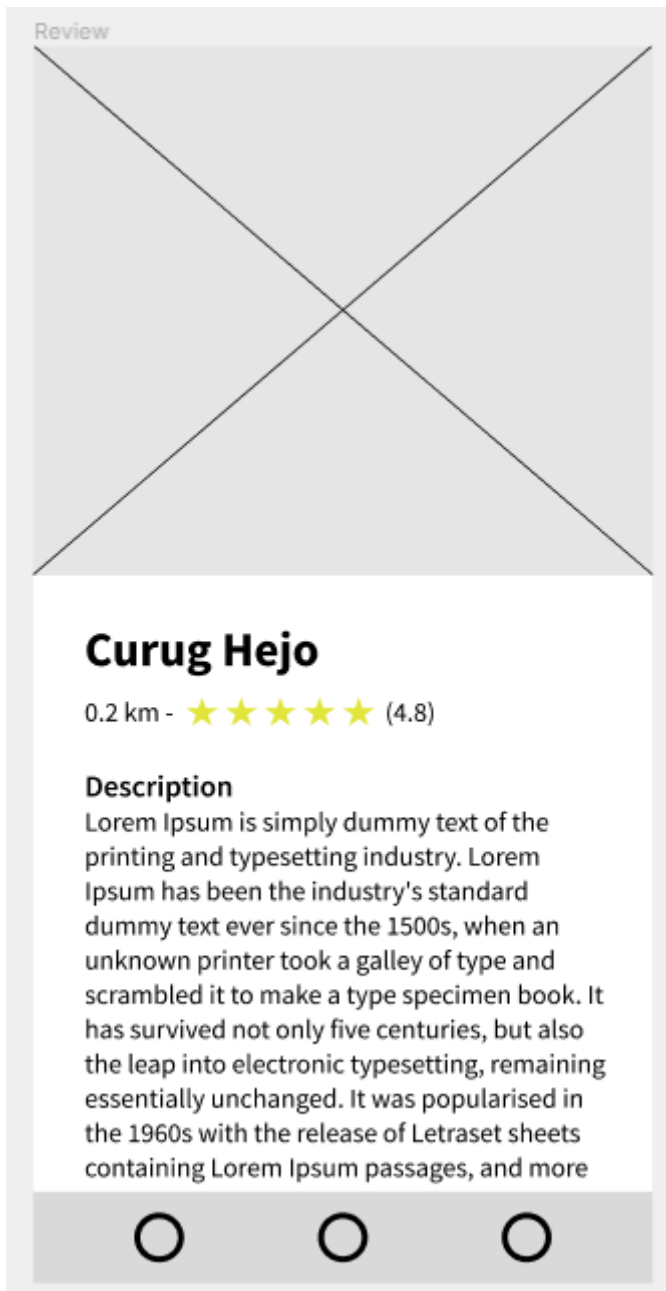 Review
Curug Hejo
0.2 km - ★ ★ ★ ★ ★ (4.8)
Description
Lorem Ipsum is simply dummy text of the
printing and typesetting industry. Lorem
Ipsum has been the industry's standard
dummy text ever since the 1500s, when an
unknown printer took a galley of type and
scrambled it to make a type specimen book. It
has survived not only five centuries, but also
the leap into electronic typesetting, remaining
essentially unchanged. It was popularised in
the 1960s with the release of Letraset sheets
containing Lorem Ipsum passages, and more